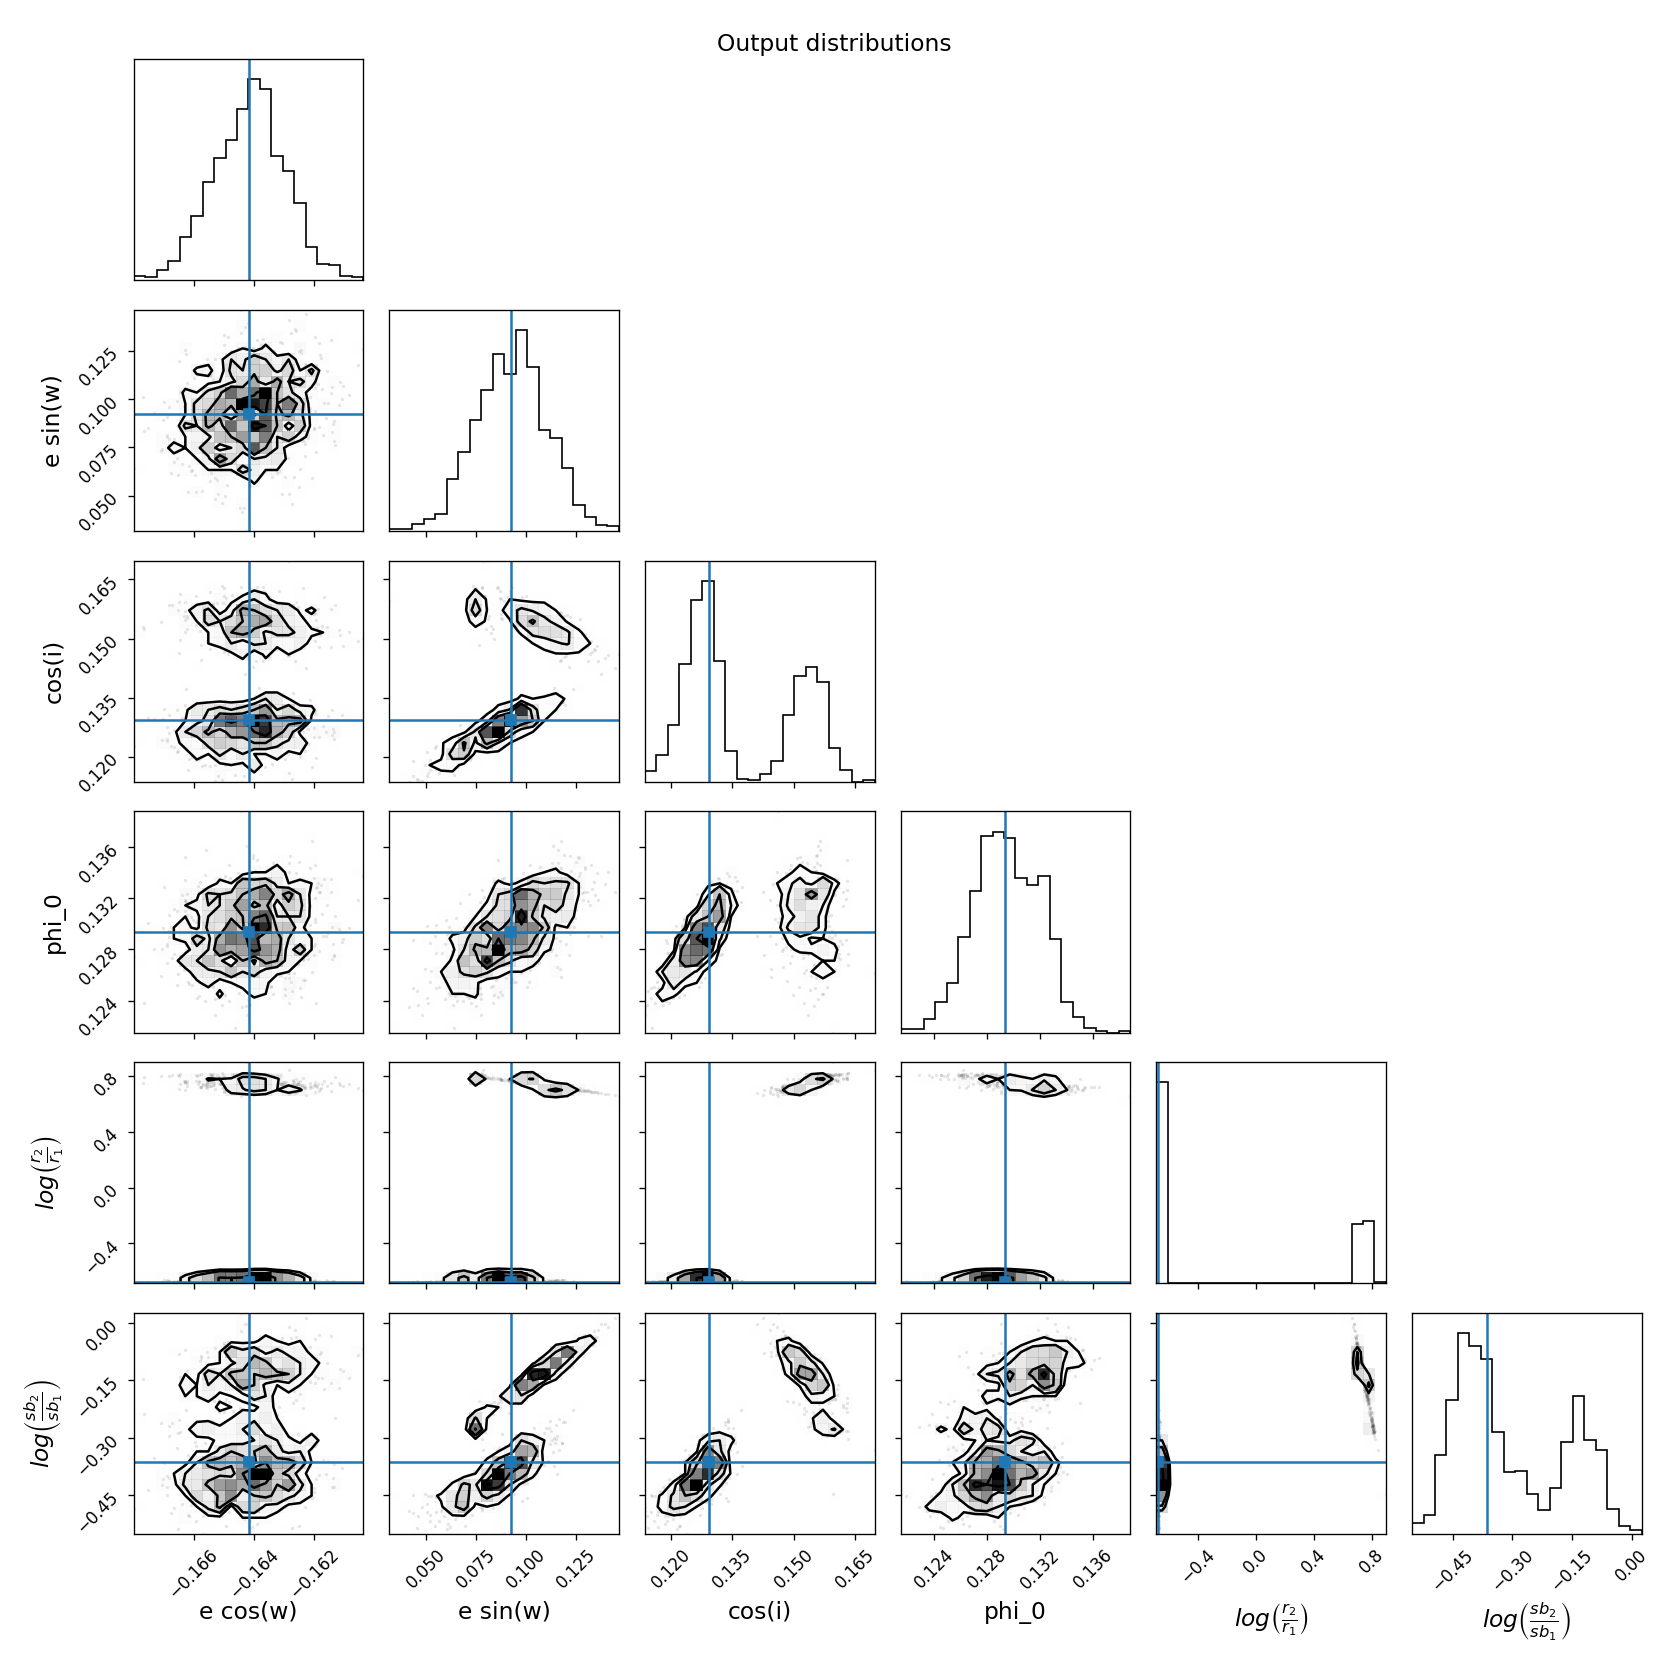 Output distributions
e sin(w)
0.125
0.100
0.075
0.050
cos(i)
0.165
0.150
0.135
0.120
phi_0
0.136
0.132
0.128
0.124
log(r₂/r₁)
0.8
0.4
0.0
−0.4
log(sb₂/sb₁)
0.00
−0.15
−0.30
−0.45
−0.166 −0.164 −0.162 0.050 0.075 0.100 0.125 0.120 0.135 0.150 0.165 0.124 0.128 0.132 0.136 −0.4 0.0 0.4 0.8 −0.45 −0.30 −0.15 0.00
e cos(w) e sin(w) cos(i) phi_0 log(r₂/r₁) log(sb₂/sb₁)